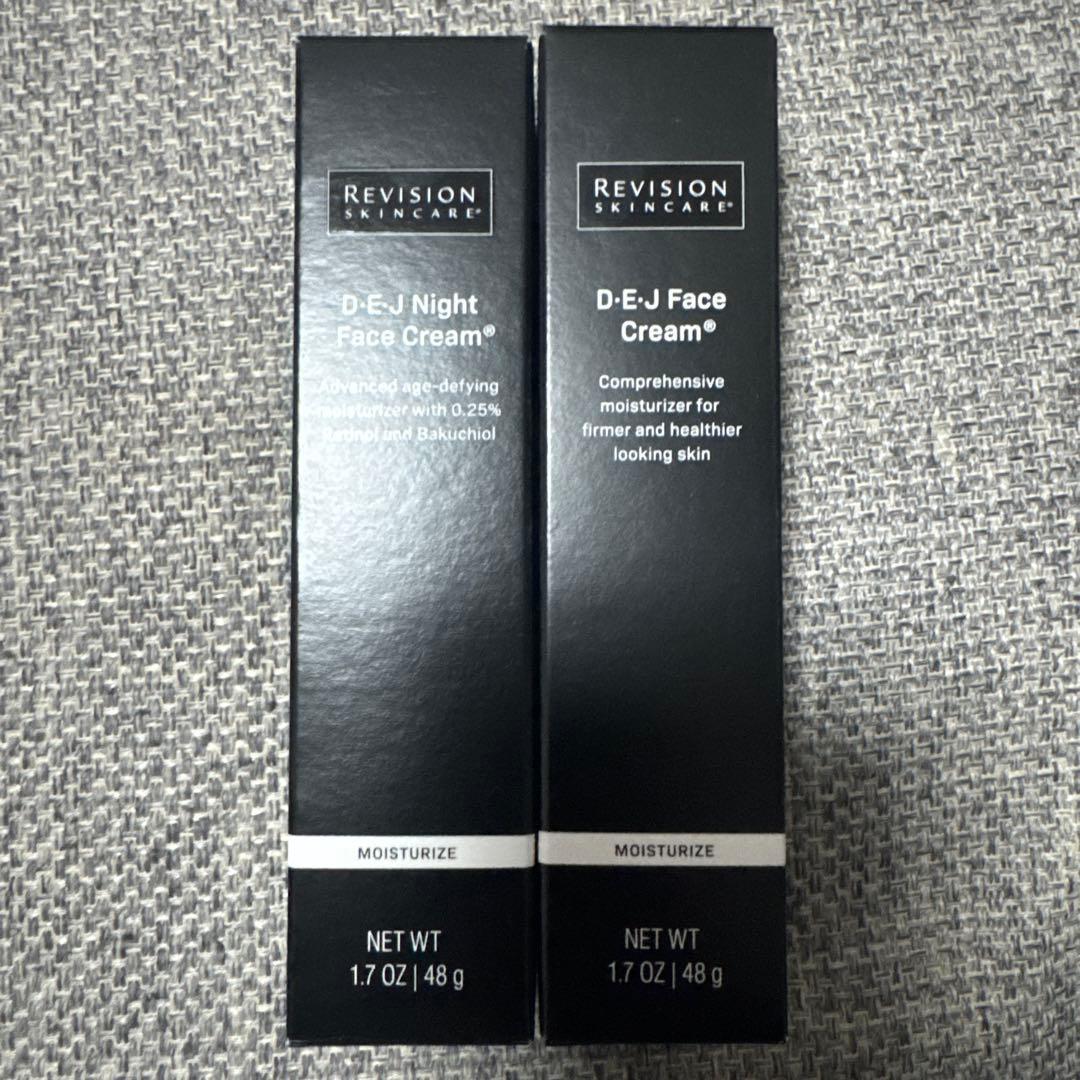 REVISION
SKINCARE®
D·E·J Night
Face Cream®
Advanced age-defying
moisturizer with 0.25%
Retinol and Bakuchiol
MOISTURIZE
NET WT
1.7 OZ | 48 g
REVISION
SKINCARE®
D·E·J Face
Cream®
Comprehensive
moisturizer for
firmer and healthier
looking skin
MOISTURIZE
NET WT
1.7 OZ | 48 g